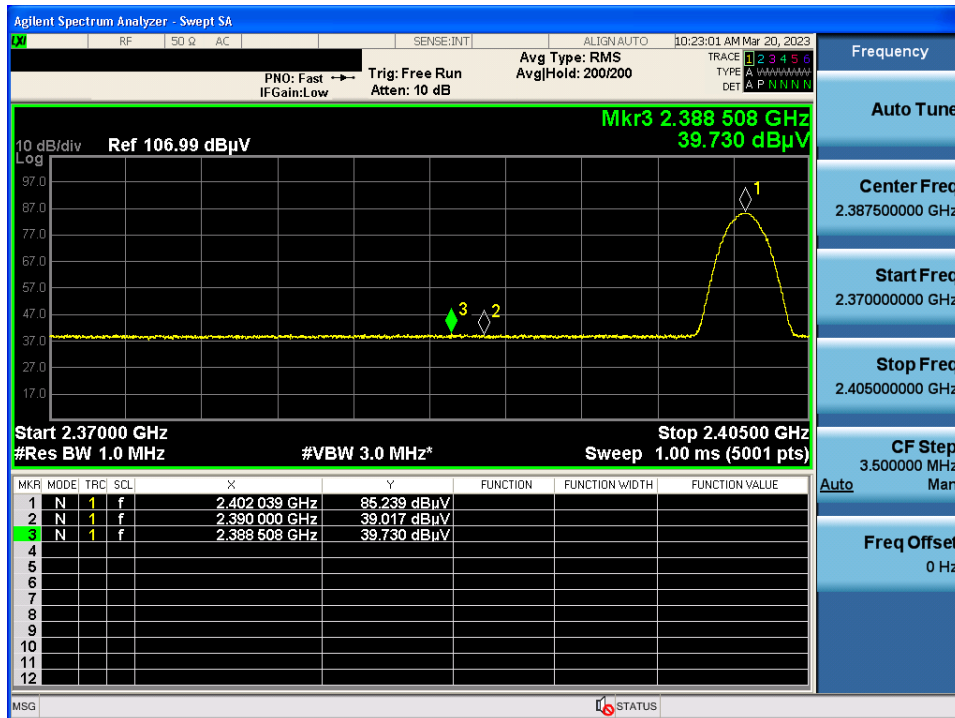 Agilent Spectrum Analyzer - Swept SA
LXI RF 50 Ω AC SENSE:INT ALIGN AUTO 10:23:01 AM Mar 20, 2023
Frequency
PNO: Fast
IFGain:Low
Trig: Free Run
Atten: 10 dB
Avg Type: RMS
Avg|Hold: 200/200
TRACE 1 2 3 4 5 6
TYPE A WWWWWW
DET A P N N N N
Auto Tune
Mkr3 2.388 508 GHz
39.730 dBµV
10 dB/div Ref 106.99 dBµV
Log
97.0
87.0
77.0
67.0
57.0
47.0
37.0
27.0
17.0
1
3
2
Start 2.37000 GHz Stop 2.40500 GHz
#Res BW 1.0 MHz #VBW 3.0 MHz* Sweep 1.00 ms (5001 pts)
Center Freq
2.387500000 GHz
Start Freq
2.370000000 GHz
Stop Freq
2.405000000 GHz
CF Step
3.500000 MHz
Auto Man
Freq Offset
0 Hz
MKR MODE TRC SCL X Y FUNCTION FUNCTION WIDTH FUNCTION VALUE
1 N 1 f 2.402 039 GHz 85.239 dBµV
2 N 1 f 2.390 000 GHz 39.017 dBµV
3 N 1 f 2.388 508 GHz 39.730 dBµV
4
5
6
7
8
9
10
11
12
MSG STATUS